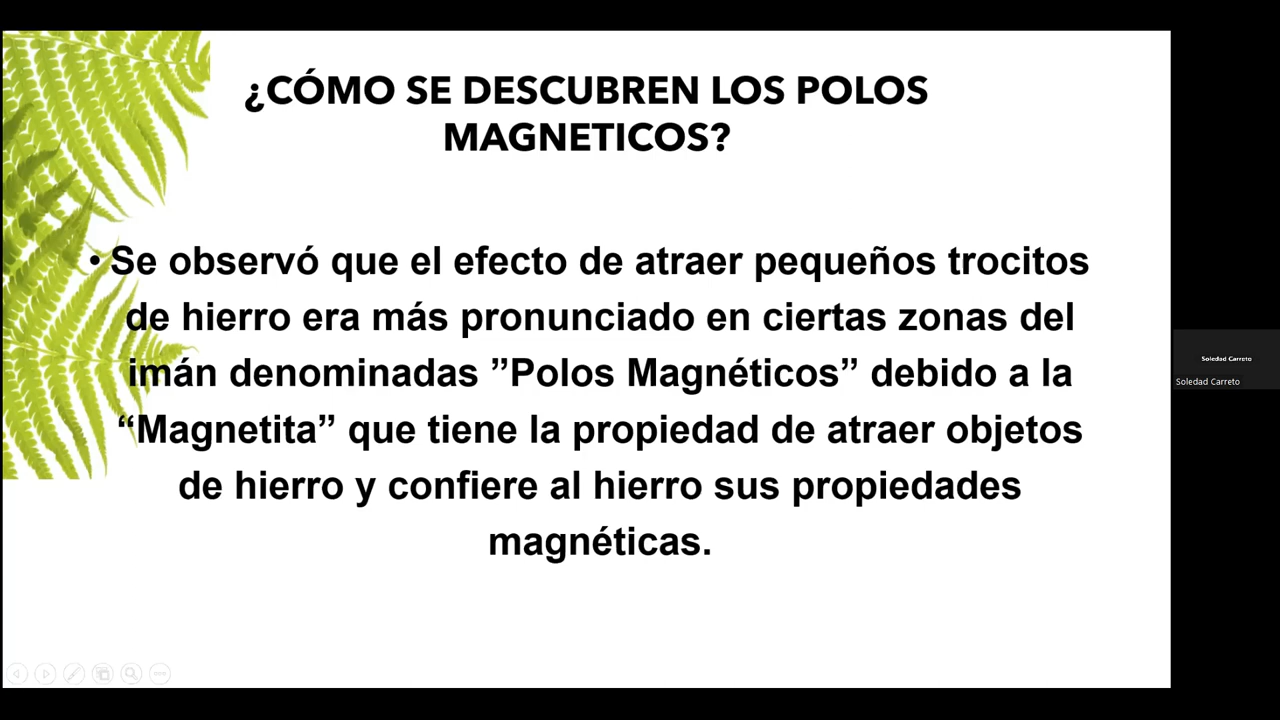 ¿CÓMO SE DESCUBREN LOS POLOS
MAGNETICOS?
• Se observó que el efecto de atraer pequeños trocitos
de hierro era más pronunciado en ciertas zonas del
imán denominadas ”Polos Magnéticos” debido a la
“Magnetita” que tiene la propiedad de atraer objetos
de hierro y confiere al hierro sus propiedades
magnéticas.
Soledad Carreto
Soledad Carreto